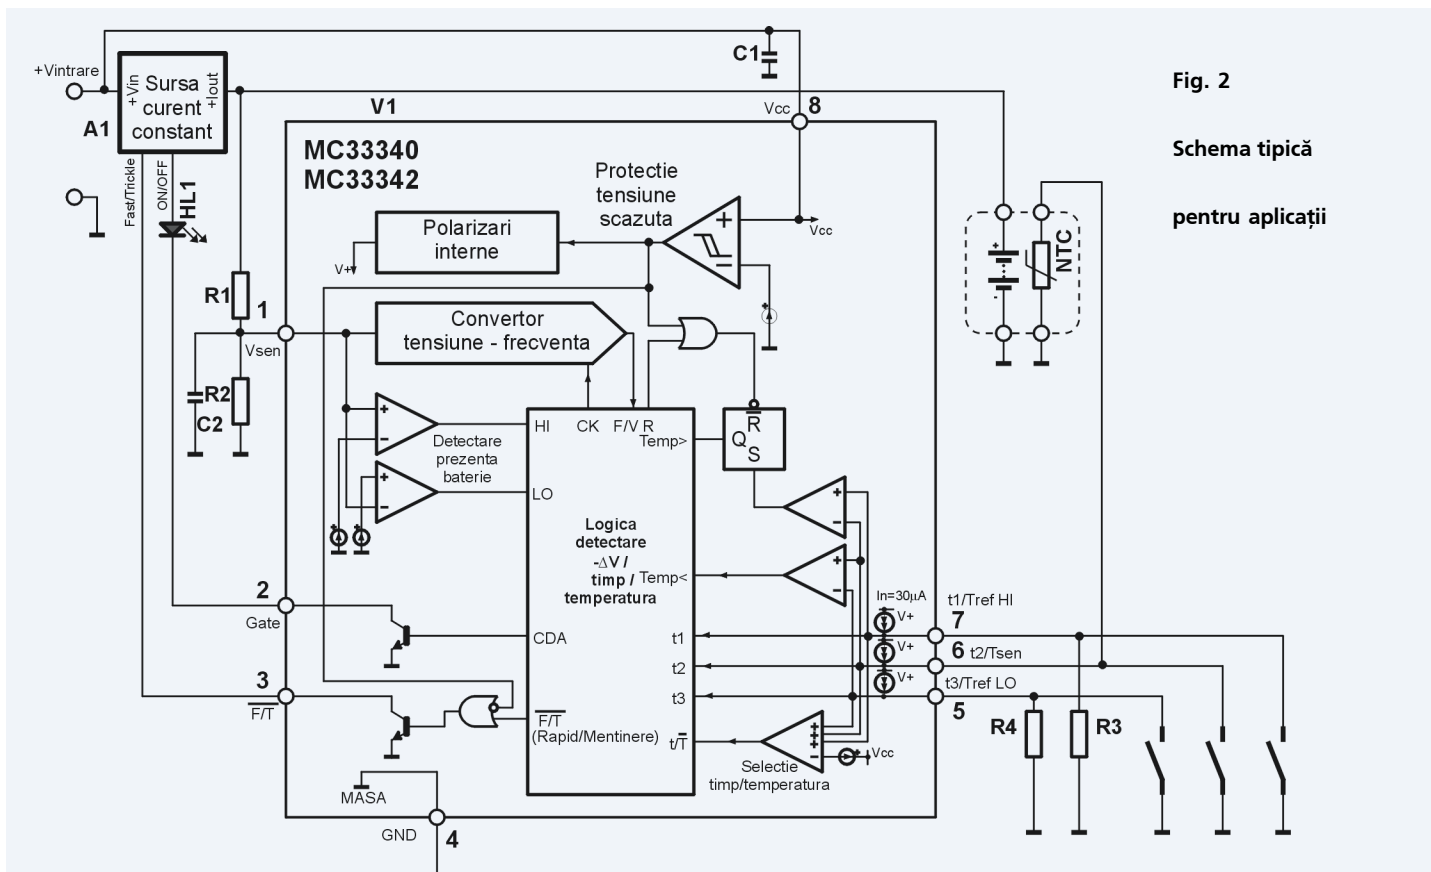 C1
+Vintrare
+Vin
Sursa
curent
constant
+Iout
A1
V1
Vcc
8
Fig. 2
Schema tipică
pentru aplicații
MC33340
MC33342
Fast/Trickle
ON/OFF
HL1
Protectie
tensiune
scazuta
+
Vcc
Polarizari
interne
V+
NTC
+
-
R1
1
Convertor
tensiune - frecventa
+
Vsen
R2
C2
+
-
Detectare
prezenta
baterie
+
-
+
+
HI
CK
F/V
R
Temp>
R
Q
S
LO
Logica
detectare
-ΔV /
timp /
temperatura
Temp<
+
-
+
-
In=30µA
V+
V+
V+
t1/Tref HI
7
6
t2/Tsen
t3/Tref LO
5
2
Gate
CDA
t1
t2
t3
3
F/T
F/T
(Rapid/Mentinere)
t/T
+
+
+
-
+
Vcc
Selectie
timp/temperatura
R4
R3
MASA
GND
4